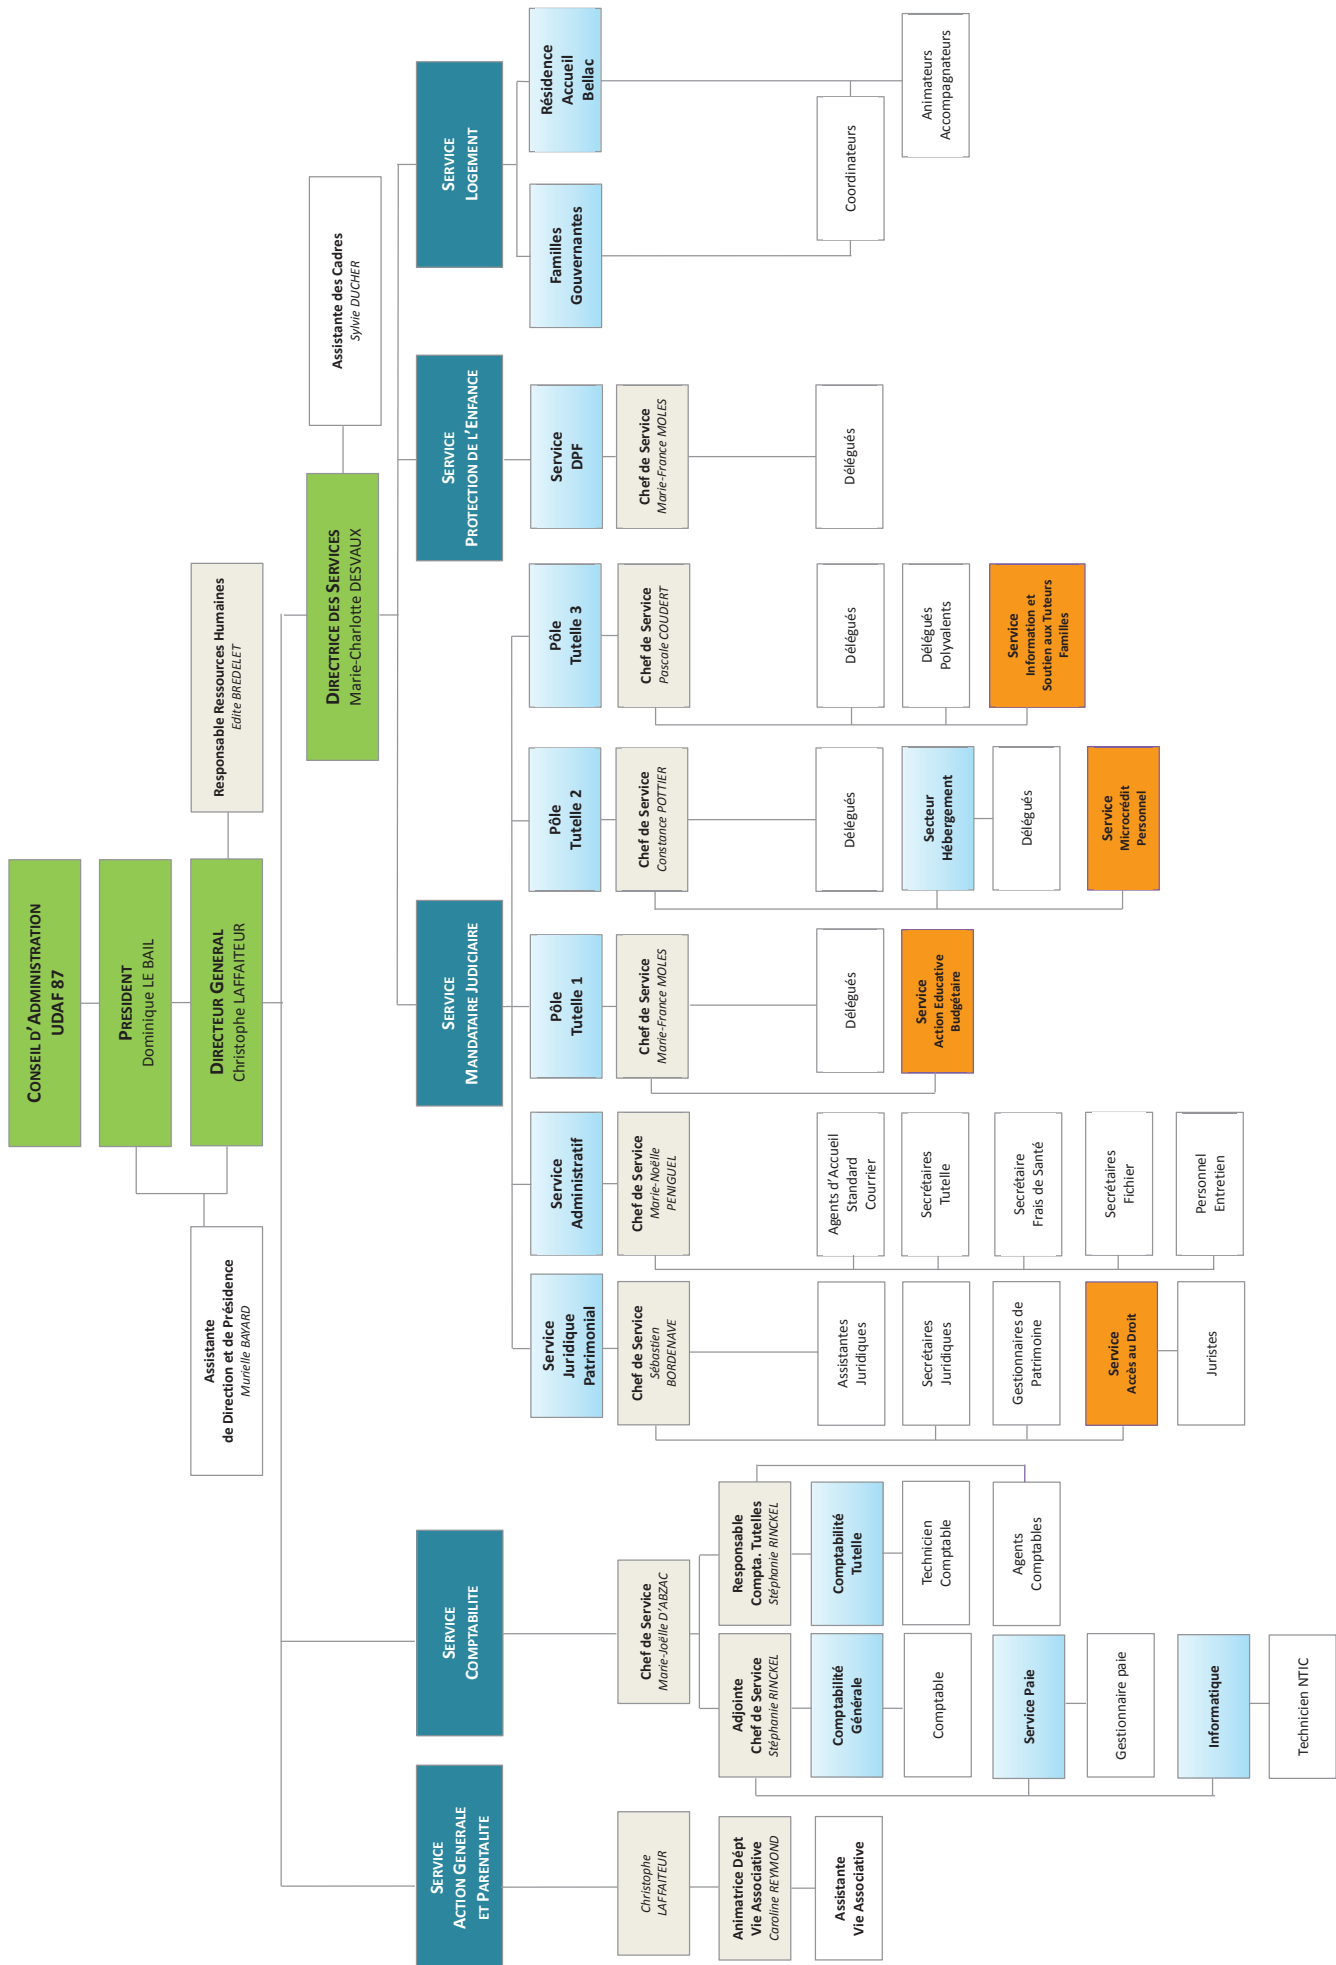 CONSEIL D'ADMINISTRATION
UDAF 87
PRESIDENT
Dominique LE BAIL
DIRECTEUR GENERAL
Christophe LAFFAITEUR
Assistante
de Direction et de Présidence
Murielle BAYARD
Responsable Ressources Humaines
Edite BREDELET
DIRECTRICE DES SERVICES
Marie-Charlotte DESVAUX
Assistante des Cadres
Sylvie DUCHER
SERVICE
ACTION GENERALE
ET PARENTALITE
Christophe
LAFFAITEUR
Animatrice Dépt
Vie Associative
Caroline REYMOND
Assistante
Vie Associative
SERVICE
COMPTABILITE
Chef de Service
Marie-Joëlle D'ABZAC
Adjointe
Chef de Service
Stéphanie RINCKEL
Comptabilité
Générale
Comptable
Service Paie
Gestionnaire paie
Informatique
Technicien NTIC
Responsable
Compta. Tutelles
Stéphanie RINCKEL
Comptabilité
Tutelle
Technicien
Comptable
Agents
Comptables
SERVICE
MANDATAIRE JUDICIAIRE
Service
Juridique
Patrimonial
Chef de Service
Sébastien
BORDENAVE
Assistantes
Juridiques
Secrétaires
Juridiques
Gestionnaires de
Patrimoine
Service
Accès au Droit
Juristes
Service
Administratif
Chef de Service
Marie-Noëlle
PENIGUEL
Agents d'Accueil
Standard
Courrier
Secrétaires
Tutelle
Secrétaire
Frais de Santé
Secrétaires
Fichier
Personnel
Entretien
Pôle
Tutelle 1
Chef de Service
Marie-France MOLES
Délégués
Service
Action Educative
Budgétaire
Pôle
Tutelle 2
Chef de Service
Constance POTTIER
Délégués
Secteur
Hébergement
Délégués
Service
Microcrédit
Personnel
Pôle
Tutelle 3
Chef de Service
Pascale COUDERT
Délégués
Délégués
Polyvalents
Service
Information et
Soutien aux Tuteurs
Familles
SERVICE
PROTECTION DE L'ENFANCE
Service
DPF
Chef de Service
Marie-France MOLES
Délégués
SERVICE
LOGEMENT
Familles
Gouvernantes
Résidence
Accueil
Bellac
Coordinateurs
Animateurs
Accompagnateurs